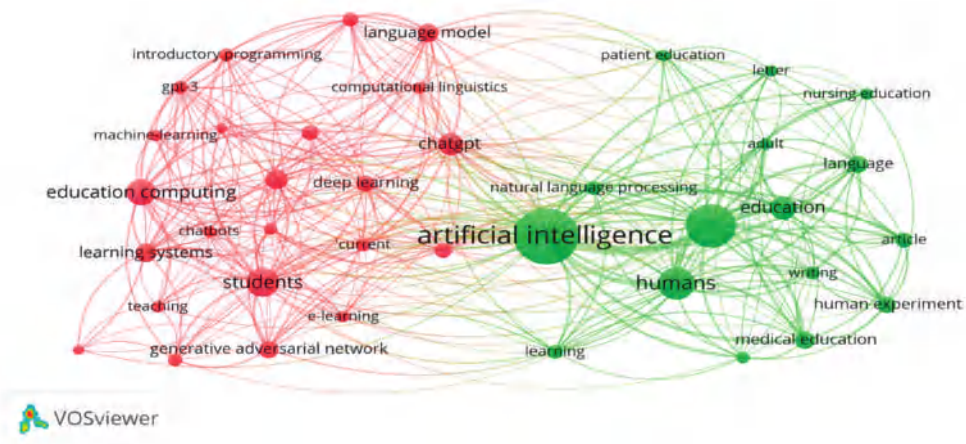 language model
introductory programming
patient education
letter
gpt-3
computational linguistics
nursing education
machine-learning
chatgpt
adult
language
education computing
deep learning
natural language processing
education
chatbots
artificial intelligence
learning systems
'current
article
students
humans
writing
teaching
e-learning
human experiment
generative adversarial network
learning
medical education
VOSviewer